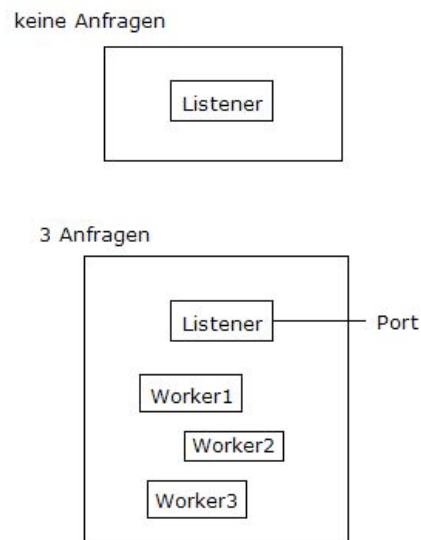 keine Anfragen
Listener
3 Anfragen
Listener
Port
Worker1
Worker2
Worker3